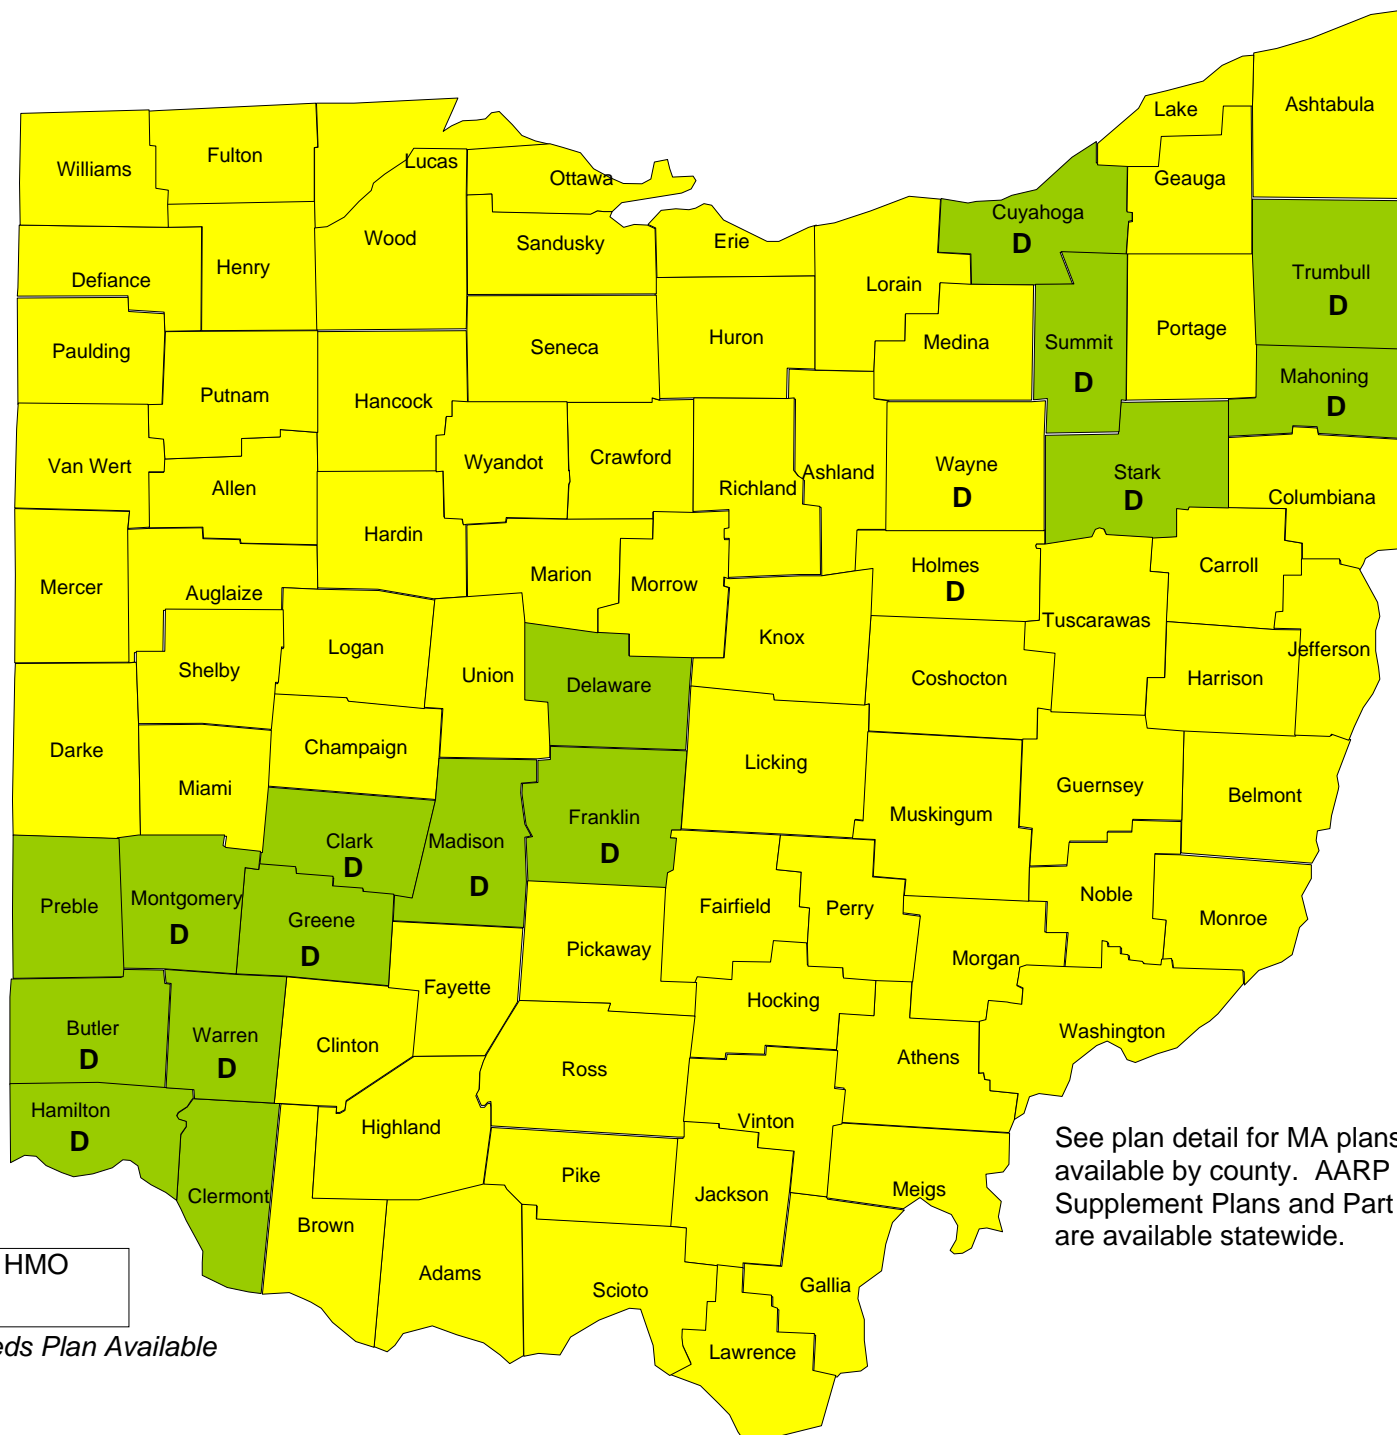 Ashtabula
Lake
Fulton
Lucas
Williams
Ottawa
Geauga
Cuyahoga
D
Wood
Sandusky
Erie
Henry
Defiance
Trumbull
D
Lorain
Portage
Summit
D
Medina
Huron
Seneca
Paulding
Mahoning
D
Putnam
Hancock
Van Wert
Wyandot
Crawford
Ashland
Wayne
D
Stark
D
Richland
Allen
Columbiana
Hardin
Holmes
D
Carroll
Marion
Morrow
Mercer
Auglaize
Tuscarawas
Knox
Logan
Jefferson
Shelby
Union
Delaware
Coshocton
Harrison
Darke
Champaign
Licking
Guernsey
Miami
Belmont
Franklin
D
Muskingum
Clark
D
Madison
D
Noble
Preble
Montgomery
D
Greene
D
Fairfield
Perry
Monroe
Pickaway
Morgan
Fayette
Hocking
Butler
D
Warren
D
Clinton
Washington
Athens
Ross
Hamilton
D
Highland
Vinton
See plan detail for MA plans
available by county. AARP
Supplement Plans and Part
are available statewide.
Pike
Jackson
Meigs
Clermont
Brown
HMO
Adams
Scioto
Gallia
eds Plan Available
Lawrence